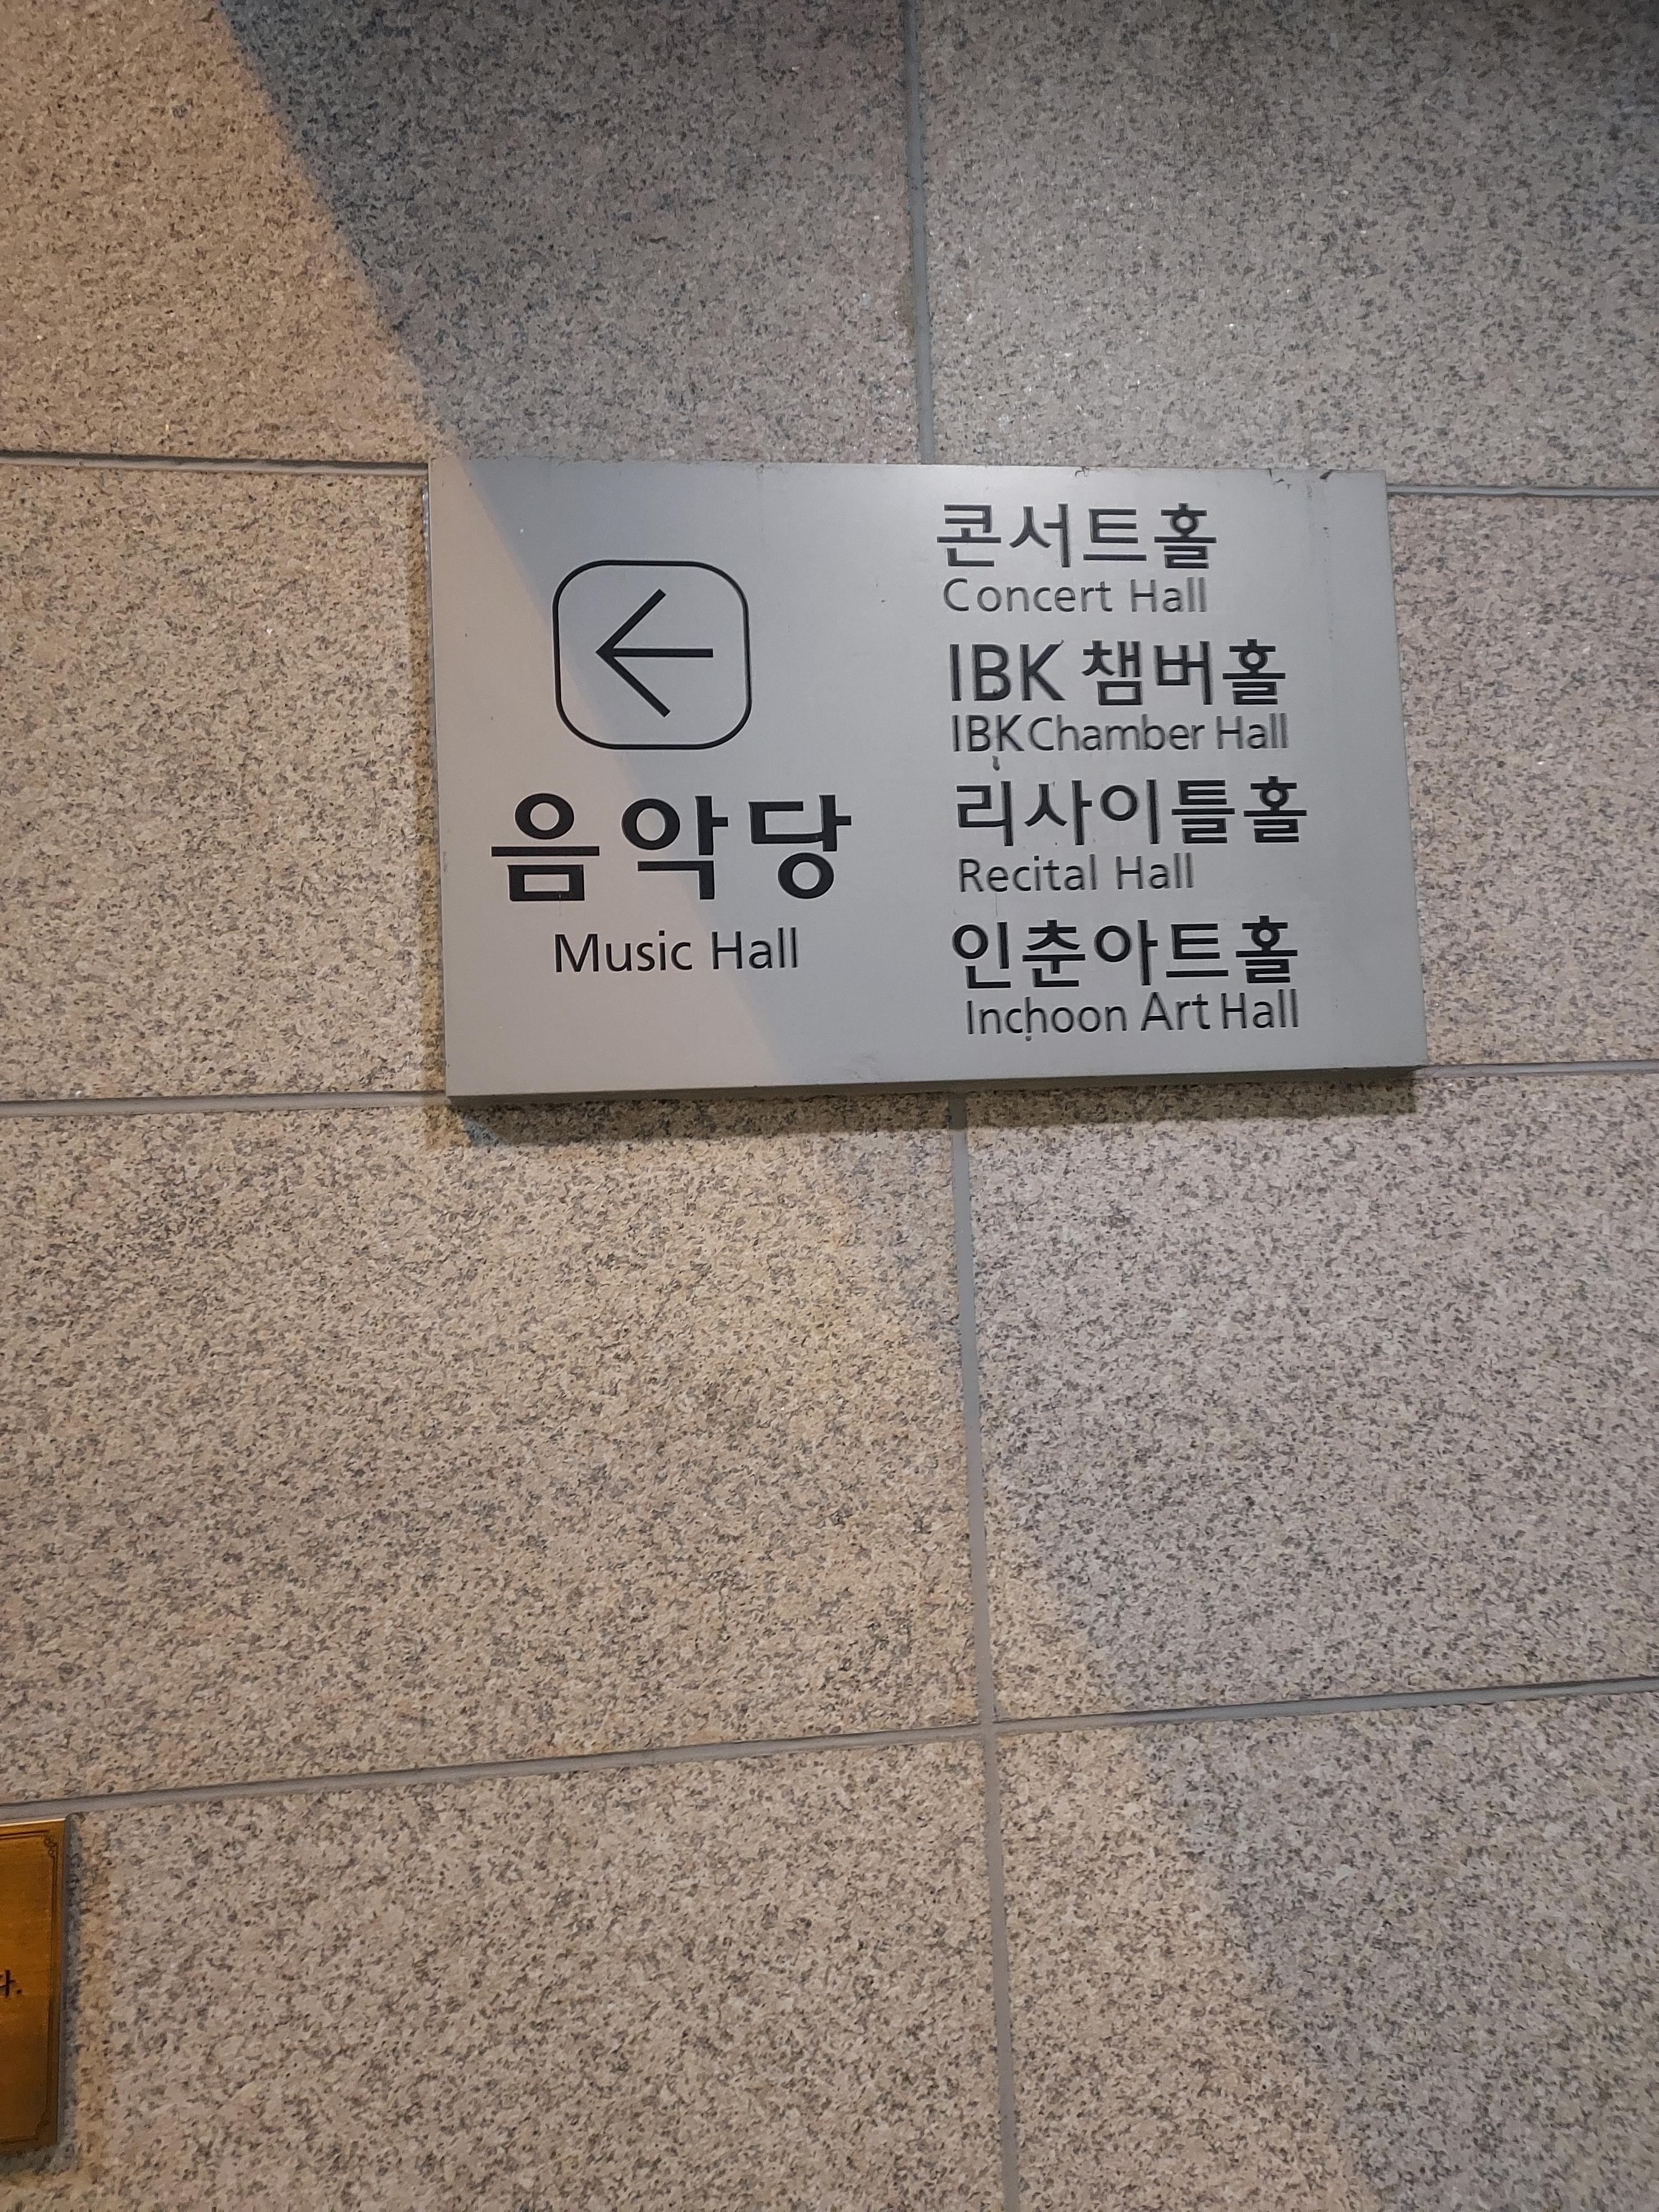 음악당
Music Hall
콘서트홀
Concert Hall
IBK 챔버홀
IBK Chamber Hall
리사이틀홀
Recital Hall
인춘아트홀
Inchoon Art Hall
다.